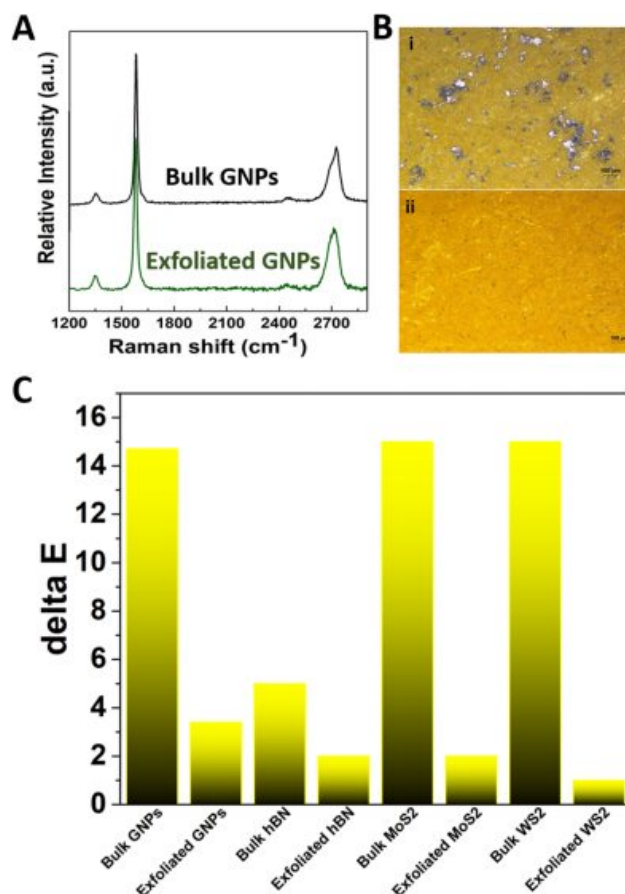 A
Relative Intensity (a.u.)
Bulk GNPs
Exfoliated GNPs
1200 1500 1800 2100 2400 2700
Raman shift (cm-1)
B
i
ii
C
delta E
16
14
12
10
8
6
4
2
0
Bulk GNPs
Exfoliated GNPs
Bulk hBN
Exfoliated hBN
Bulk MoS2
Exfoliated MoS2
Bulk WS2
Exfoliated WS2